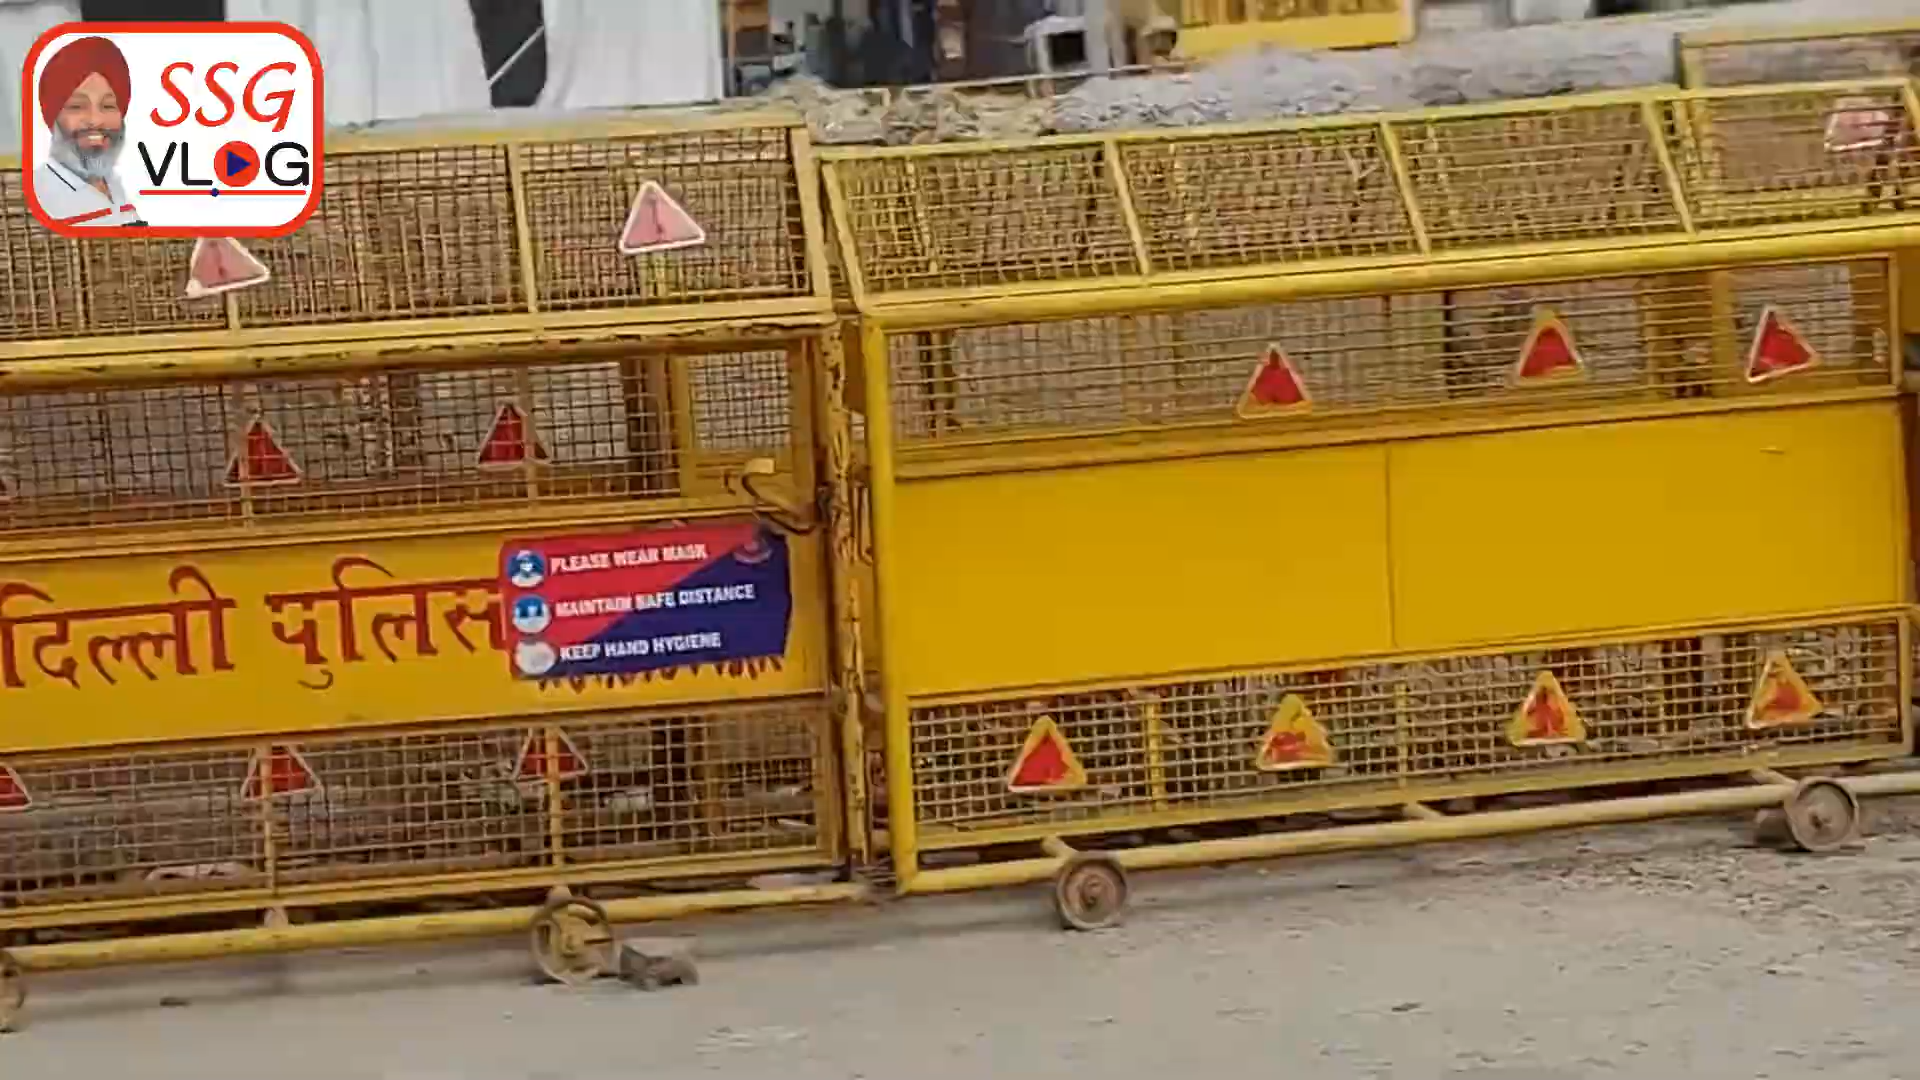 SSG
VLOG
दिल्ली पुलिस
PLEASE WEAR MASK
MAINTAIN SAFE DISTANCE
KEEP HAND HYGIENE